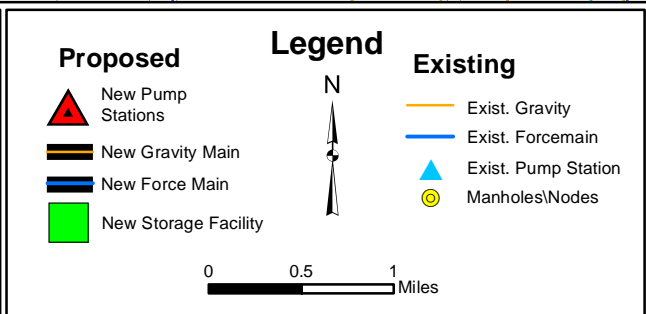 Legend
Proposed
New Pump
Stations
New Gravity Main
New Force Main
New Storage Facility
N
Existing
Exist. Gravity
Exist. Forcemain
Exist. Pump Station
Manholes\Nodes
0 0.5 1
Miles